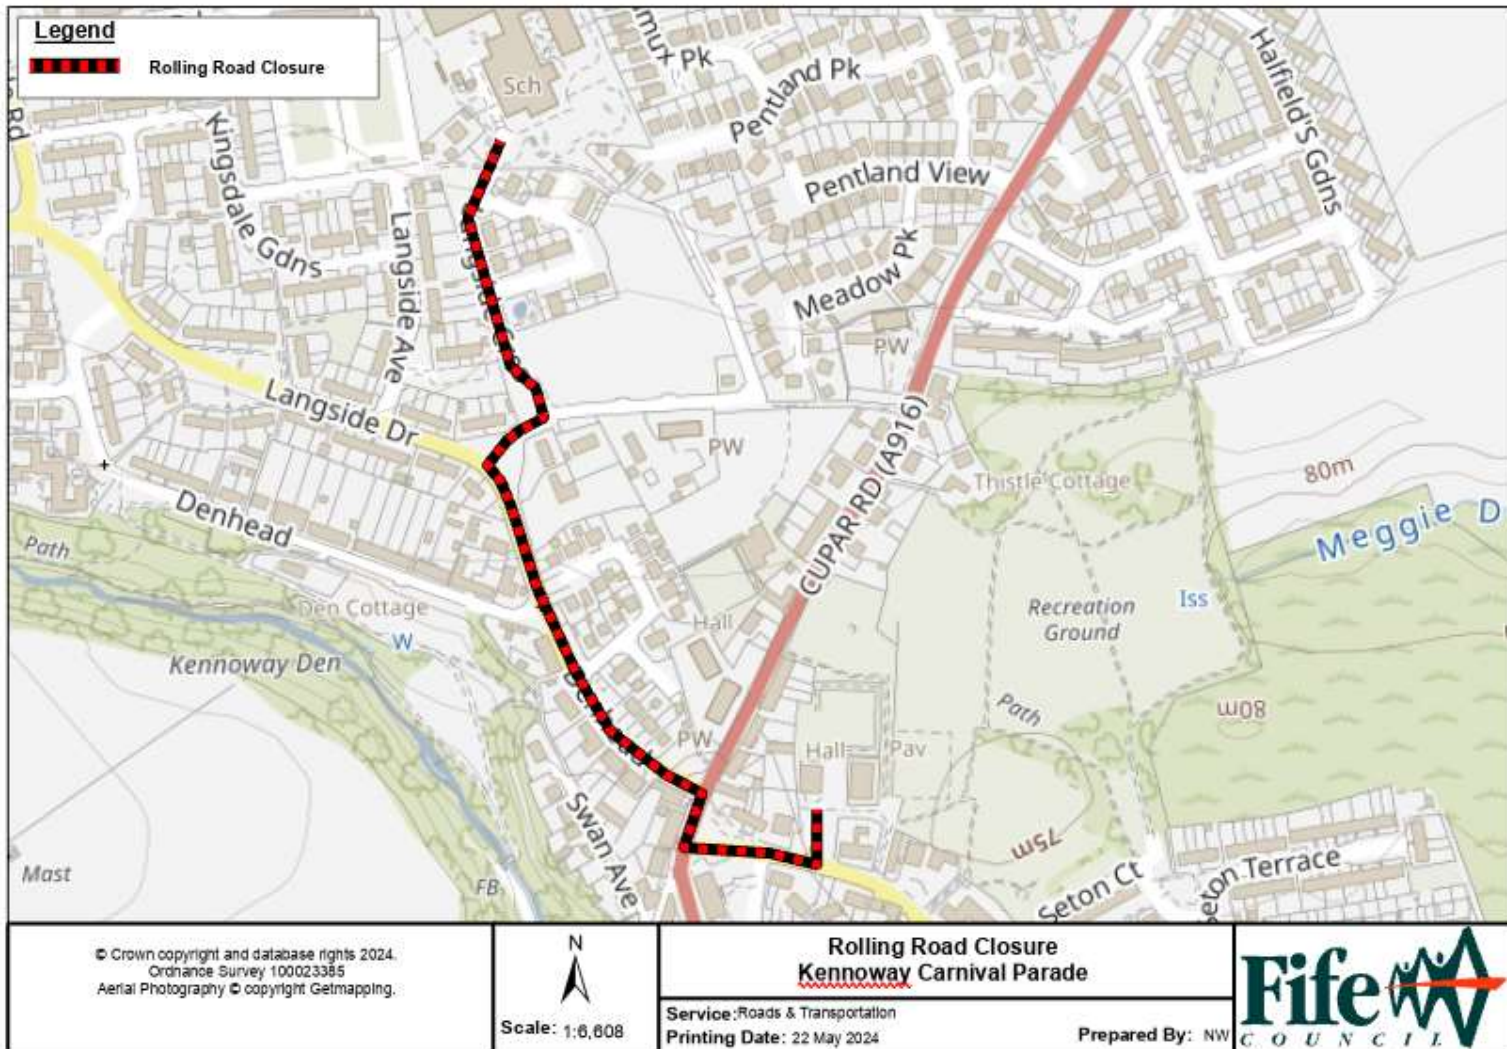 Legend
Rolling Road Closure
Sch
Pk
Pentland Pk
Halfield'S Gdns
Rd
Kingsdale Gdns
Pentland View
Langside Ave
Meadow Pk
PW
Langside Dr
CUPAR RD (A916)
PW
80m
Thistle Cottage
Denhead
Meggie D
Path
Den Cottage
Iss
Recreation
Ground
Hall
W
Kennoway Den
Path
80m
PW
Hall
Pav
Swan Ave
75m
Mast
FB
Seton Ct
Seton Terrace
© Crown copyright and database rights 2024.
Ordnance Survey 100023385
Aerial Photography © copyright Getmapping.
N
Scale: 1:6,608
Rolling Road Closure
Kennoway Carnival Parade
Service:Roads & Transportation
Printing Date: 22 May 2024
Prepared By: NW
Fife
COUNCIL